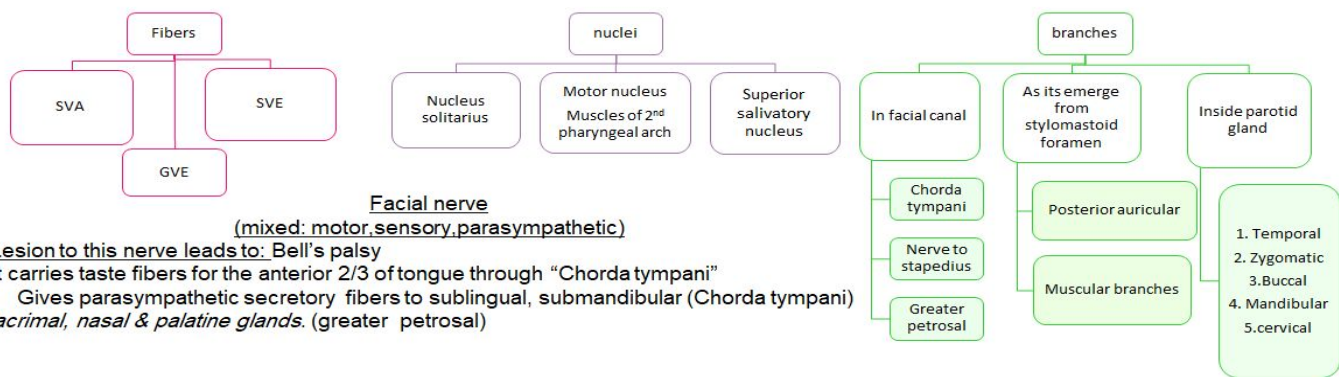 Fibers
SVA
SVE
GVE
nuclei
Nucleus
solitarius
Motor nucleus
Muscles of 2nd
pharyngeal arch
Superior
salivatory
nucleus
branches
In facial canal
Chorda
tympani
Nerve to
stapedius
Greater
petrosal
As its emerge
from
stylomastoid
foramen
Posterior auricular
Muscular branches
Inside parotid
gland
1. Temporal
2. Zygomatic
3.Buccal
4. Mandibular
5.cervical
Facial nerve
(mixed: motor,sensory,parasympathetic)
esion to this nerve leads to: Bell's palsy
: carries taste fibers for the anterior 2/3 of tongue through “Chorda tympani”
Gives parasympathetic secretory fibers to sublingual, submandibular (Chorda tympani)
acrimal, nasal & palatine glands. (greater petrosal)